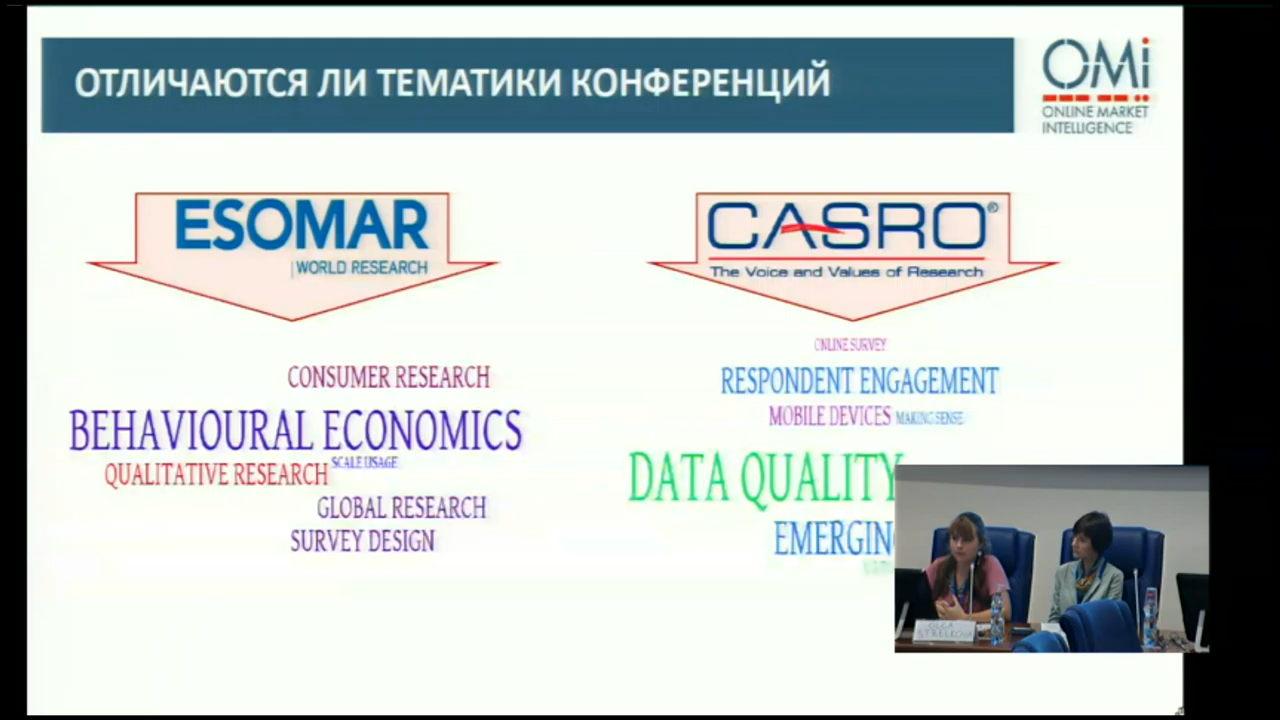 ОТЛИЧАЮТСЯ ЛИ ТЕМАТИКИ КОНФЕРЕНЦИЙ
OMi
ONLINE MARKET
INTELLIGENCE
ESOMAR
WORLD RESEARCH
CASRO®
The Voice and Values of Research
CONSUMER RESEARCH
BEHAVIOURAL ECONOMICS
QUALITATIVE RESEARCH SCALE USAGE
GLOBAL RESEARCH
SURVEY DESIGN
ONLINE SURVEY
RESPONDENT ENGAGEMENT
MOBILE DEVICES MAKING SENSE
DATA QUALITY
EMERGING
OLGA
STRELKOVA